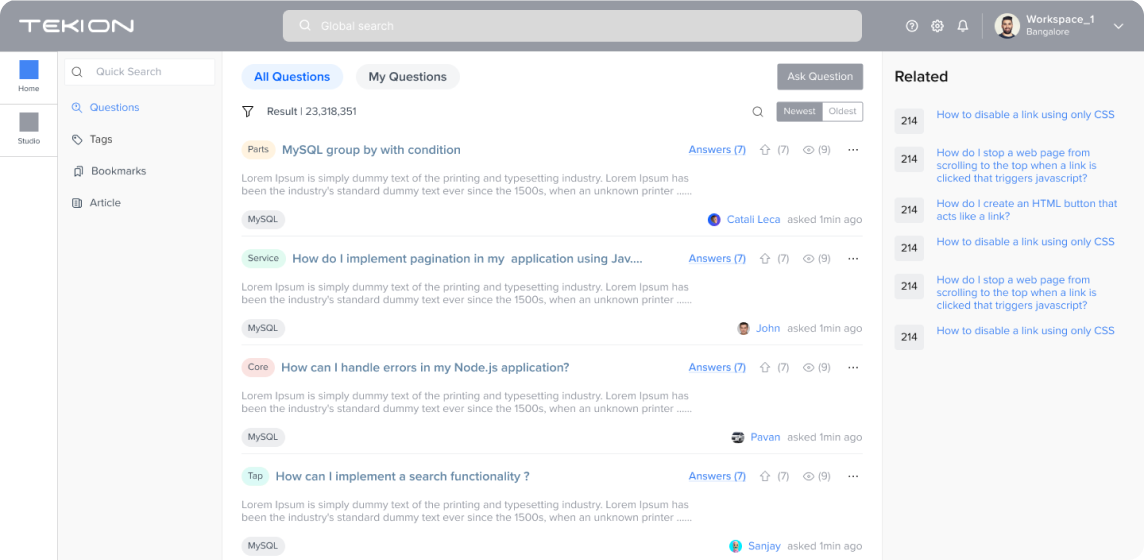 TEKION
Global search
Workspace_1
Bangalore
Home
Studio
Quick Search
Questions
Tags
Bookmarks
Article
All Questions
My Questions
Ask Question
Result | 23,318,351
Newest
Oldest
Parts
MySQL group by with condition
Answers (7)
(7)
(9)
Lorem Ipsum is simply dummy text of the printing and typesetting industry. Lorem Ipsum has
been the industry's standard dummy text ever since the 1500s, when an unknown printer ......
MySQL
Catali Leca asked 1min ago
Service
How do I implement pagination in my application using Jav....
Answers (7)
(7)
(9)
Lorem Ipsum is simply dummy text of the printing and typesetting industry. Lorem Ipsum has
been the industry's standard dummy text ever since the 1500s, when an unknown printer ......
MySQL
John asked 1min ago
Core
How can I handle errors in my Node.js application?
Answers (7)
(7)
(9)
Lorem Ipsum is simply dummy text of the printing and typesetting industry. Lorem Ipsum has
been the industry's standard dummy text ever since the 1500s, when an unknown printer ......
MySQL
Pavan asked 1min ago
Tap
How can I implement a search functionality ?
Answers (7)
(7)
(9)
Lorem Ipsum is simply dummy text of the printing and typesetting industry. Lorem Ipsum has
been the industry's standard dummy text ever since the 1500s, when an unknown printer ......
MySQL
Sanjay asked 1min ago
Related
214
How to disable a link using only CSS
214
How do I stop a web page from
scrolling to the top when a link is
clicked that triggers javascript?
214
How do I create an HTML button that
acts like a link?
214
How to disable a link using only CSS
214
How do I stop a web page from
scrolling to the top when a link is
clicked that triggers javascript?
214
How to disable a link using only CSS